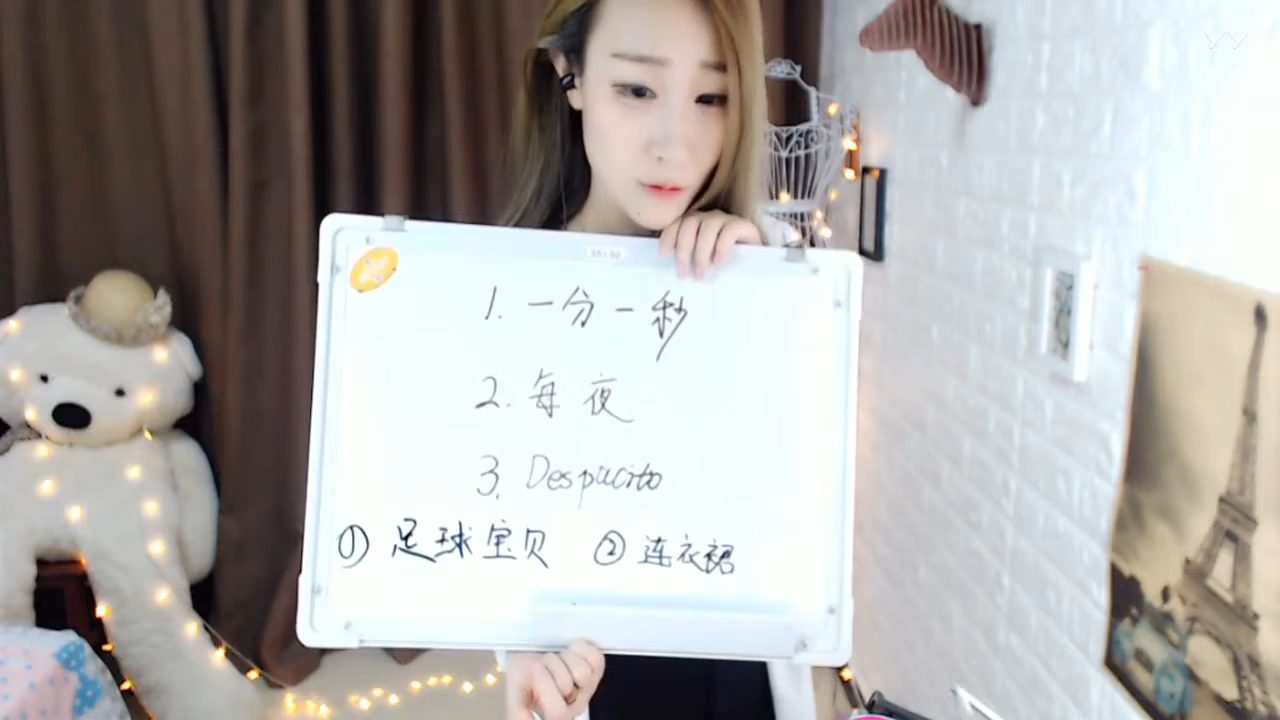 YY
1. 一分一秒
2. 每夜
3. Despacito
① 足球宝贝 ② 连衣裙